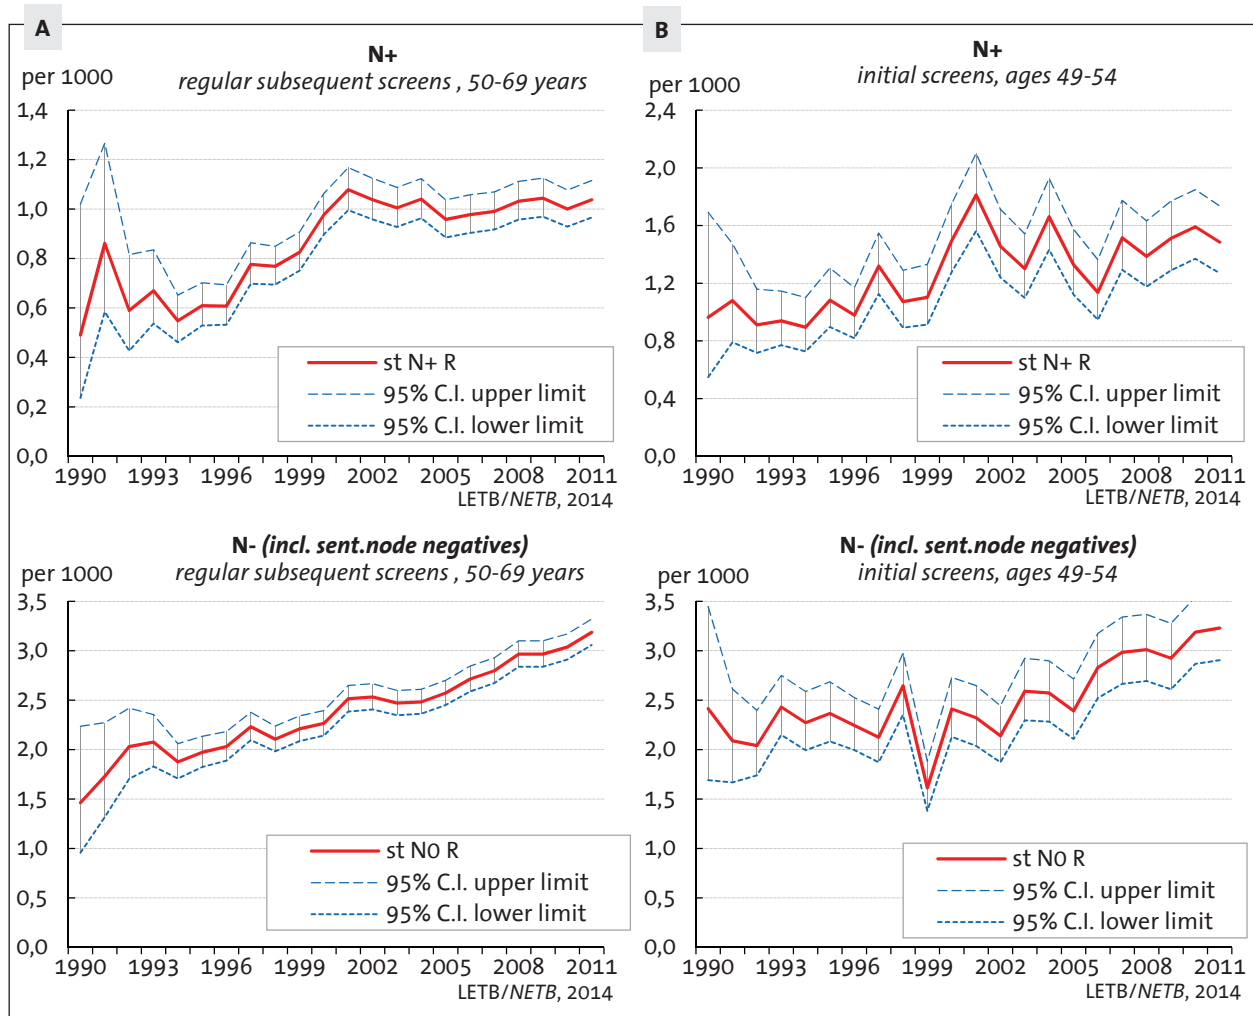 A
N+
regular subsequent screens , 50-69 years
per 1000
1,4
1,2
1,0
0,8
0,6
0,4
0,2
0,0
st N+ R
95% C.I. upper limit
95% C.I. lower limit
1990 1993 1996 1999 2002 2005 2008 2011
LETB/NETB, 2014
B
N+
initial screens, ages 49-54
per 1000
2,4
2,0
1,6
1,2
0,8
0,4
0,0
st N+ R
95% C.I. upper limit
95% C.I. lower limit
1990 1993 1996 1999 2002 2005 2008 2011
LETB/NETB, 2014
N- (incl. sent.node negatives)
regular subsequent screens , 50-69 years
per 1000
3,5
3,0
2,5
2,0
1,5
1,0
0,5
0,0
st N0 R
95% C.I. upper limit
95% C.I. lower limit
1990 1993 1996 1999 2002 2005 2008 2011
LETB/NETB, 2014
N- (incl. sent.node negatives)
initial screens, ages 49-54
per 1000
3,5
3,0
2,5
2,0
1,5
1,0
0,5
0,0
st N0 R
95% C.I. upper limit
95% C.I. lower limit
1990 1993 1996 1999 2002 2005 2008 2011
LETB/NETB, 2014